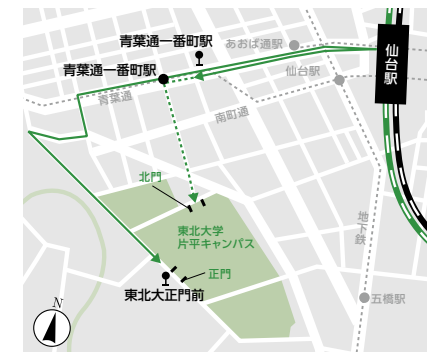 青葉通一番町駅
あおば通駅
仙台駅
青葉通一番町駅
仙台駅
青葉通
南町通
北門
東北大学
片平キャンパス
地下鉄
正門
東北大正門前
五橋駅
N